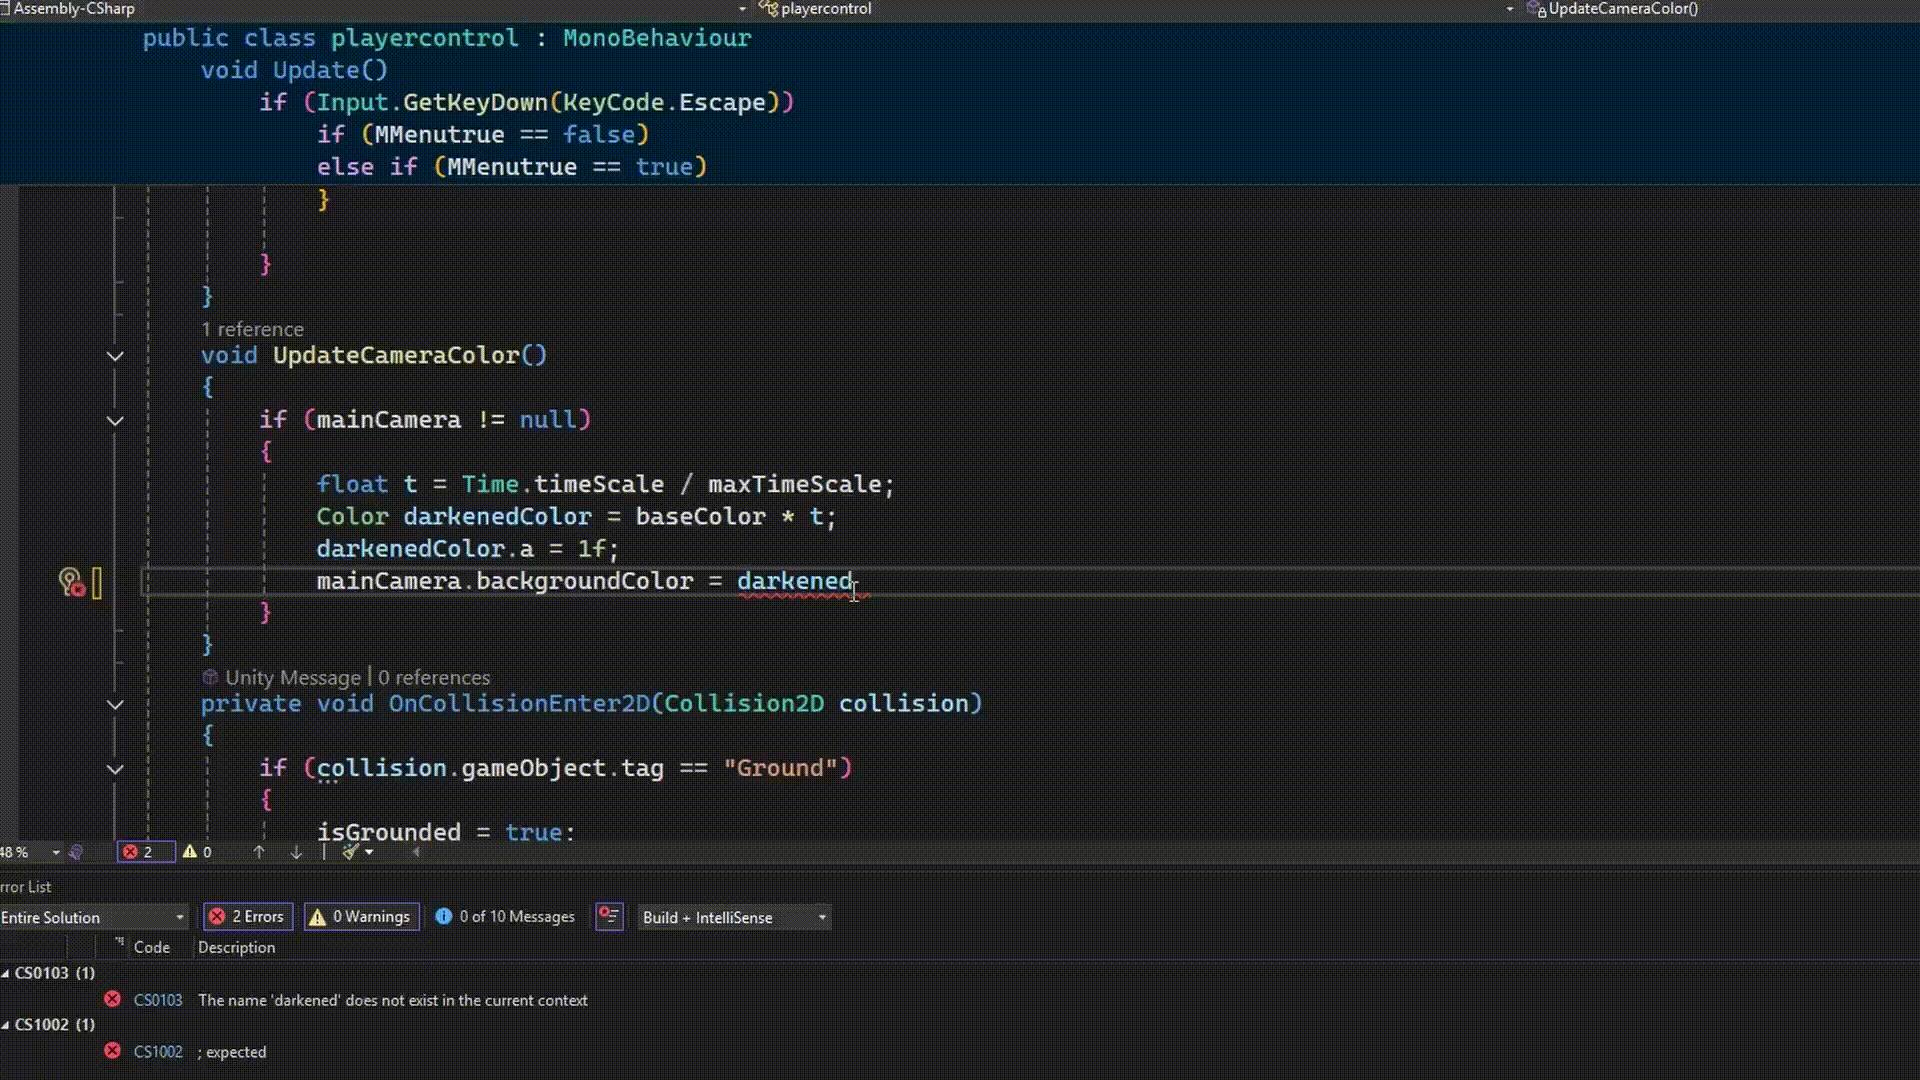 Assembly-CSharp
playercontrol
UpdateCameraColor()
public class playercontrol : MonoBehaviour
void Update()
if (Input.GetKeyDown(KeyCode.Escape))
if (MMenutrue == false)
else if (MMenutrue == true)
}
}
}
1 reference
void UpdateCameraColor()
{
if (mainCamera != null)
{
float t = Time.timeScale / maxTimeScale;
Color darkenedColor = baseColor * t;
darkenedColor.a = 1f;
mainCamera.backgroundColor = darkened
}
}
Unity Message | 0 references
private void OnCollisionEnter2D(Collision2D collision)
{
if (collision.gameObject.tag == "Ground")
{
isGrounded = true:
48 %
2
0
rror List
Entire Solution
2 Errors
0 Warnings
0 of 10 Messages
Build + IntelliSense
Code
Description
CS0103 (1)
CS0103 The name 'darkened' does not exist in the current context
CS1002 (1)
CS1002 ; expected